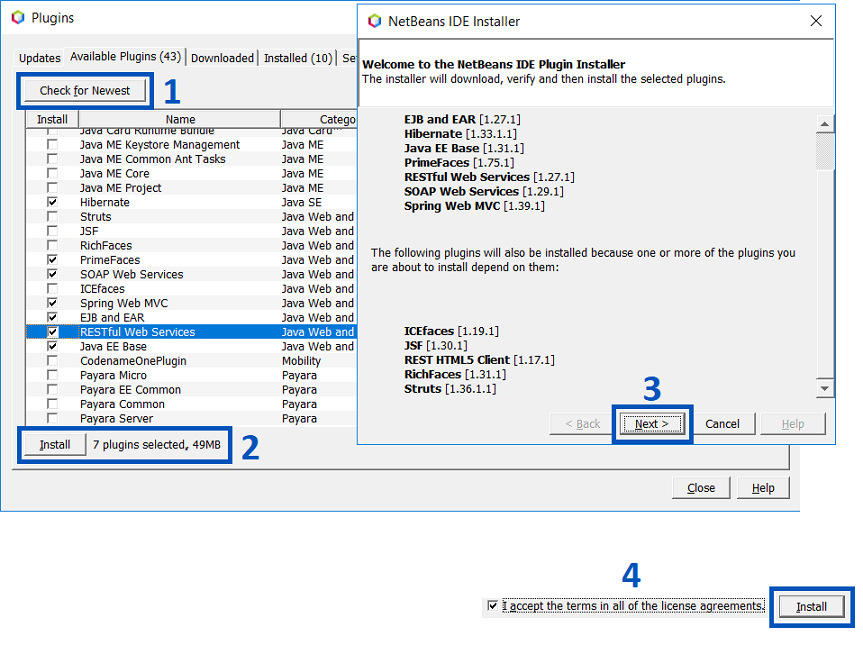 Plugins
Updates
Available Plugins (43)
Downloaded
Installed (10)
Check for Newest
1
Install Name Catego
Java Card Runtime Bundle Java Card™
Java ME Keystore Management Java ME
Java ME Common Ant Tasks Java ME
Java ME Core Java ME
Java ME Project Java ME
Hibernate Java SE
Struts Java Web and
JSF Java Web and
RichFaces Java Web and
PrimeFaces Java Web and
SOAP Web Services Java Web and
ICEfaces Java Web and
Spring Web MVC Java Web and
EJB and EAR Java Web and
RESTful Web Services Java Web and
Java EE Base Java Web and
CodenameOnePlugin Mobility
Payara Micro Payara
Payara EE Common Payara
Payara Common Payara
Payara Server Payara
Install 7 plugins selected, 49MB
2
Close Help
NetBeans IDE Installer
Welcome to the NetBeans IDE Plugin Installer
The installer will download, verify and then install the selected plugins.
EJB and EAR [1.27.1]
Hibernate [1.33.1.1]
Java EE Base [1.31.1]
PrimeFaces [1.75.1]
RESTful Web Services [1.27.1]
SOAP Web Services [1.29.1]
Spring Web MVC [1.39.1]
The following plugins will also be installed because one or more of the plugins you
are about to install depend on them:
ICEfaces [1.19.1]
JSF [1.30.1]
REST HTML5 Client [1.17.1]
RichFaces [1.31.1]
Struts [1.36.1.1]
3
< Back Next > Cancel Help
4
I accept the terms in all of the license agreements.
Install